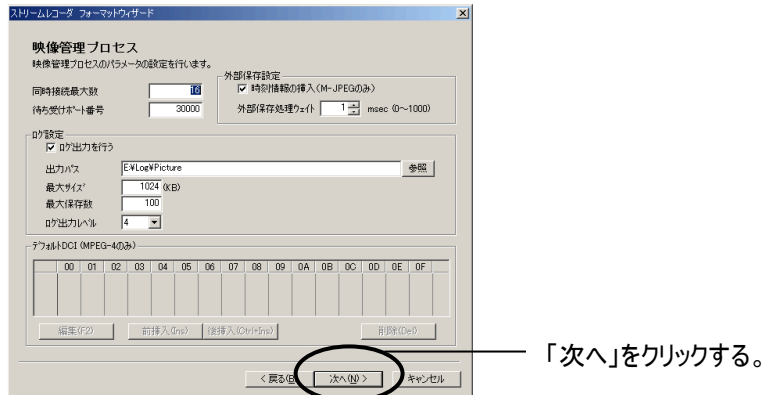 ストリームレコーダ フォーマットウィザード
映像管理プロセス
映像管理プロセスのパラメータの設定を行います。
同時接続最大数 16
待ち受けポート番号 30000
外部保存設定
時刻情報の挿入(M-JPEGのみ)
外部保存処理ウェイト 1 msec (0～1000)
ログ設定
ログ出力を行う
出力パス E:¥Log¥Picture 参照
最大サイズ 1024 (KB)
最大保存数 100
ログ出力レベル 4
デフォルトDCI (MPEG-4のみ)
00 01 02 03 04 05 06 07 08 09 0A 0B 0C 0D 0E 0F
編集(F2) 前挿入(Ins) 後挿入(Ctrl+Ins) 削除(Del)
< 戻る(B) 次へ(N) > キャンセル
「次へ」をクリックする。